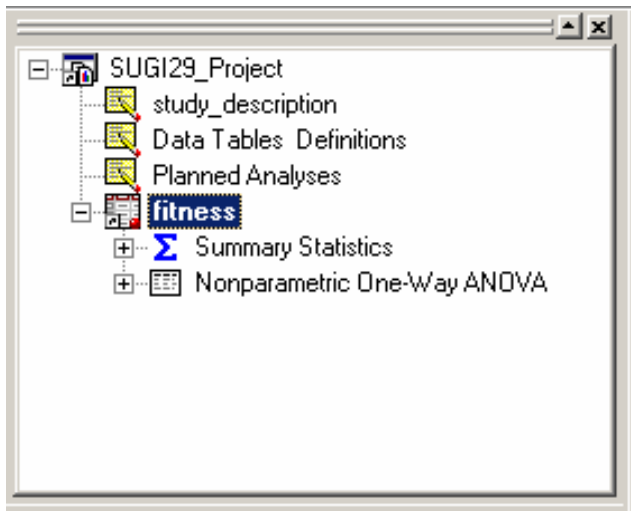 SUGI29_Project
study_description
Data Tables  Definitions
Planned Analyses
fitness
Summary Statistics
Nonparametric One-Way ANOVA